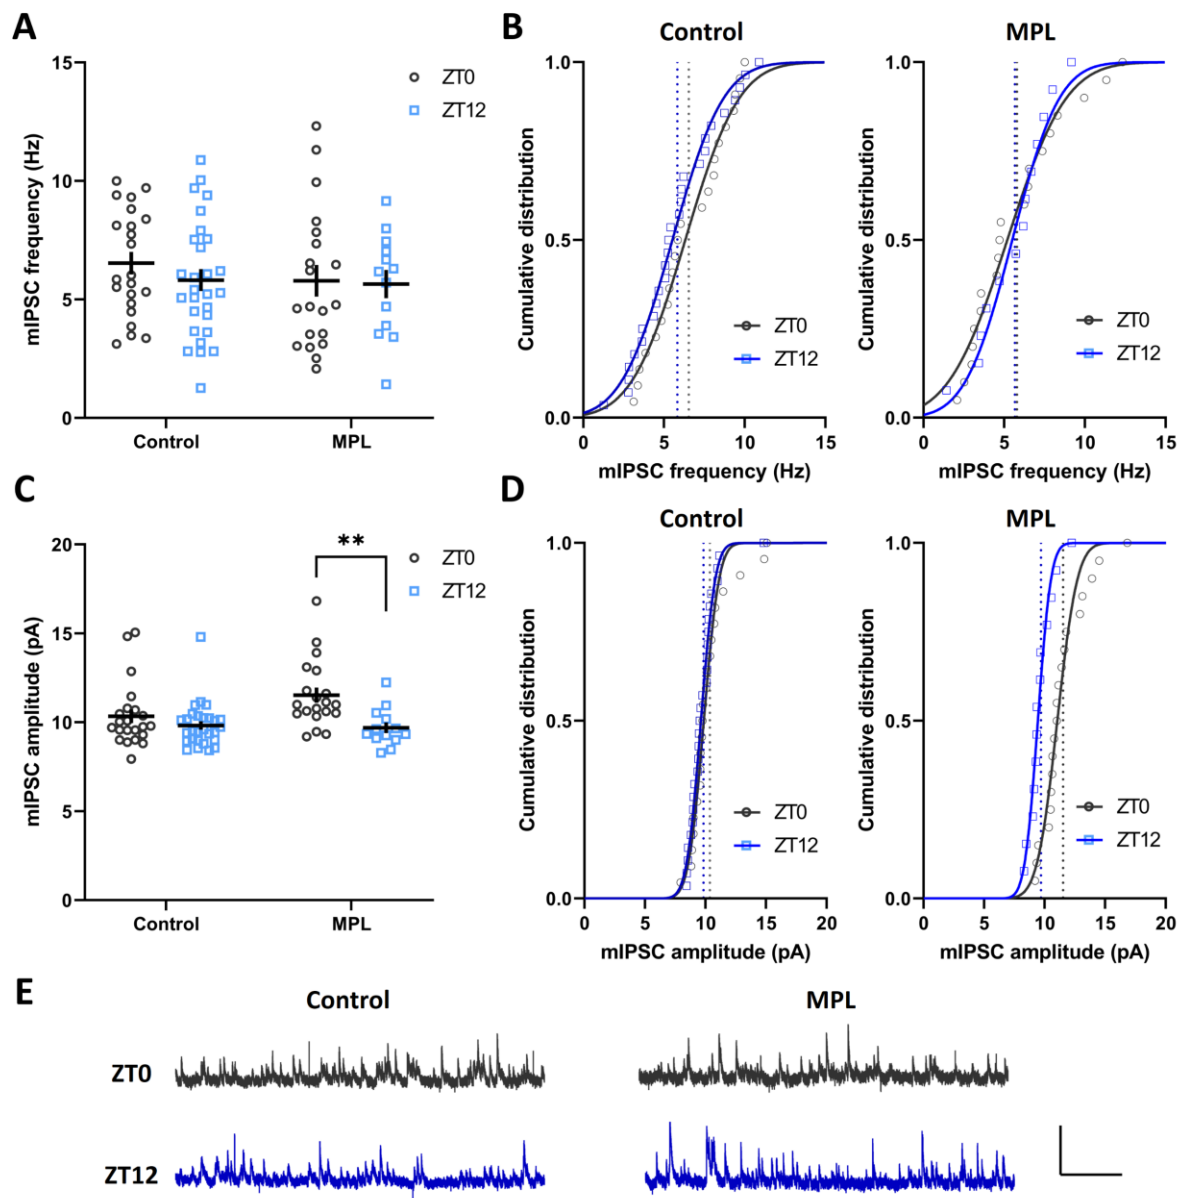 A
mIPSC frequency (Hz)
15
10
5
0
Control
MPL
ZT0
ZT12
B
Control
Cumulative distribution
1.0
0.5
0.0
0
5
10
15
mIPSC frequency (Hz)
ZT0
ZT12
MPL
Cumulative distribution
1.0
0.5
0.0
0
5
10
15
mIPSC frequency (Hz)
ZT0
ZT12
C
mIPSC amplitude (pA)
20
15
10
5
0
Control
MPL
**
ZT0
ZT12
D
Control
Cumulative distribution
1.0
0.5
0.0
0
5
10
15
20
mIPSC amplitude (pA)
ZT0
ZT12
MPL
Cumulative distribution
1.0
0.5
0.0
0
5
10
15
20
mIPSC amplitude (pA)
ZT0
ZT12
E
Control
MPL
ZT0
ZT12